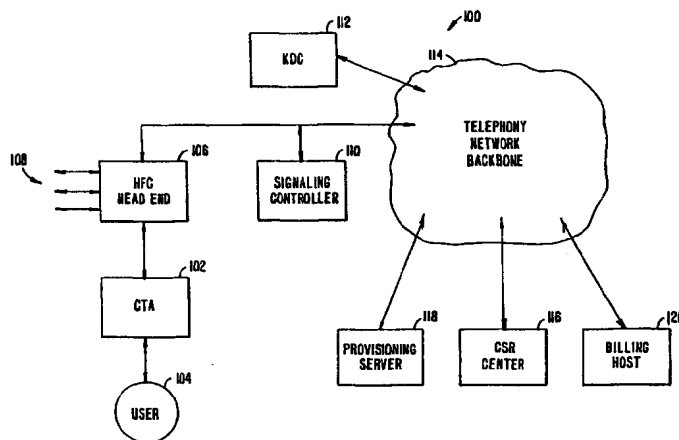 112
KDC
100
114
TELEPHONY
NETWORK
BACKBONE
106
108
HFC
HEAD END
110
SIGNALING
CONTROLLER
102
CTA
104
USER
118
PROVISIONING
SERVER
116
CSR
CENTER
BILLING
HOST